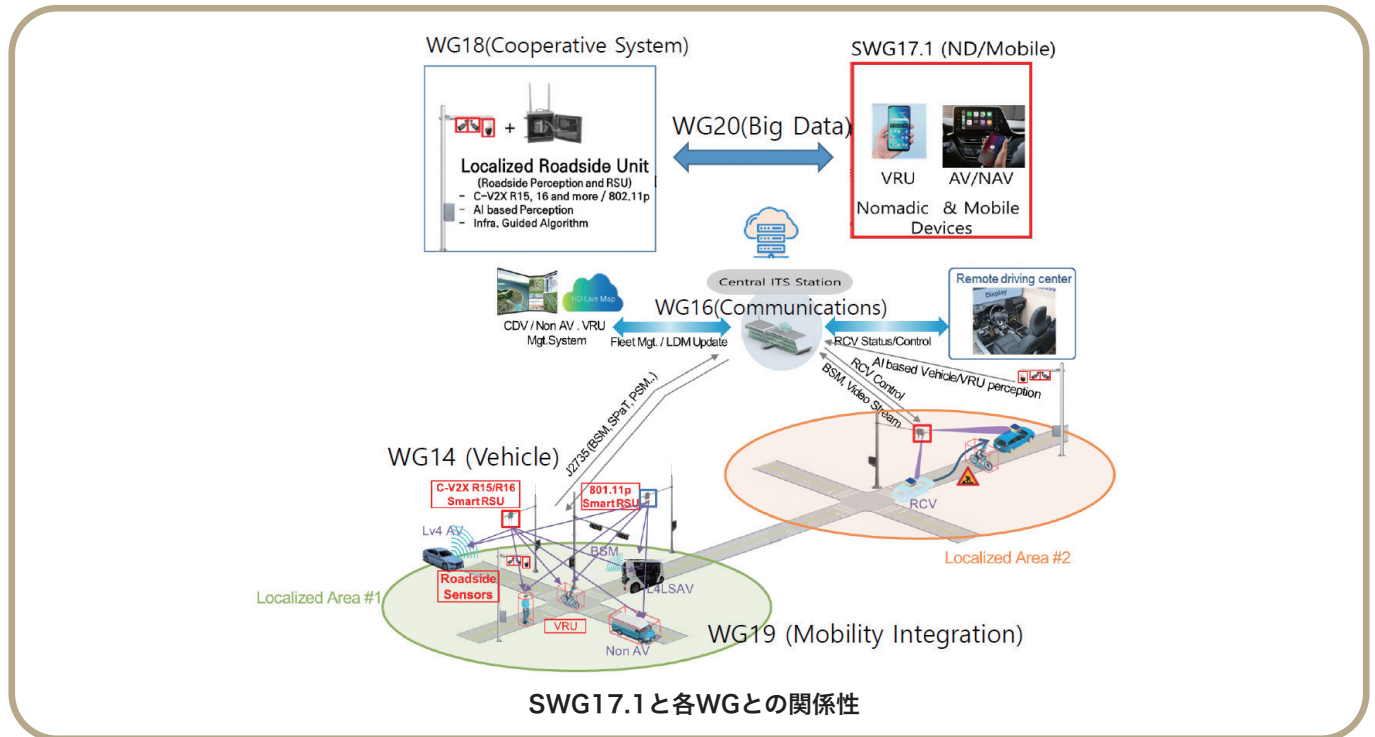 WG18(Cooperative System)
SWG17.1 (ND/Mobile)
+
WG20(Big Data)
Localized Roadside Unit
(Roadside Perception and RSU)
- C-V2X R15, 16 and more / 802.11p
- AI based Perception
- Infra. Guided Algorithm
VRU
AV/NAV
Nomadic & Mobile
Devices
Central ITS Station
HD Live Map
WG16(Communications)
Remote driving center
Display
CDV / Non AV . VRU
Mgt.System
Fleet Mgt. / LDM Update
RCV Status/Control
AI based Vehicle/VRU perception
RCV Control
BSM, Video Stream
J2735 (BSM, SPaT, PSM..)
WG14 (Vehicle)
C-V2X R15/R16
Smart RSU
801.11p
Smart RSU
Lv4 AV
BSM
L4LSAV
RCV
Localized Area #2
Roadside
Sensors
Localized Area #1
VRU
Non AV
WG19 (Mobility Integration)
SWG17.1と各WGとの関係性